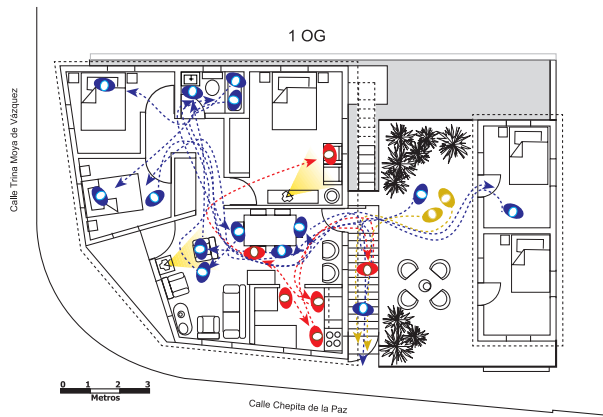 1 OG
Calle Trina Moya de Vázquez
0 1 2 3
Metros
Calle Chepita de la Paz